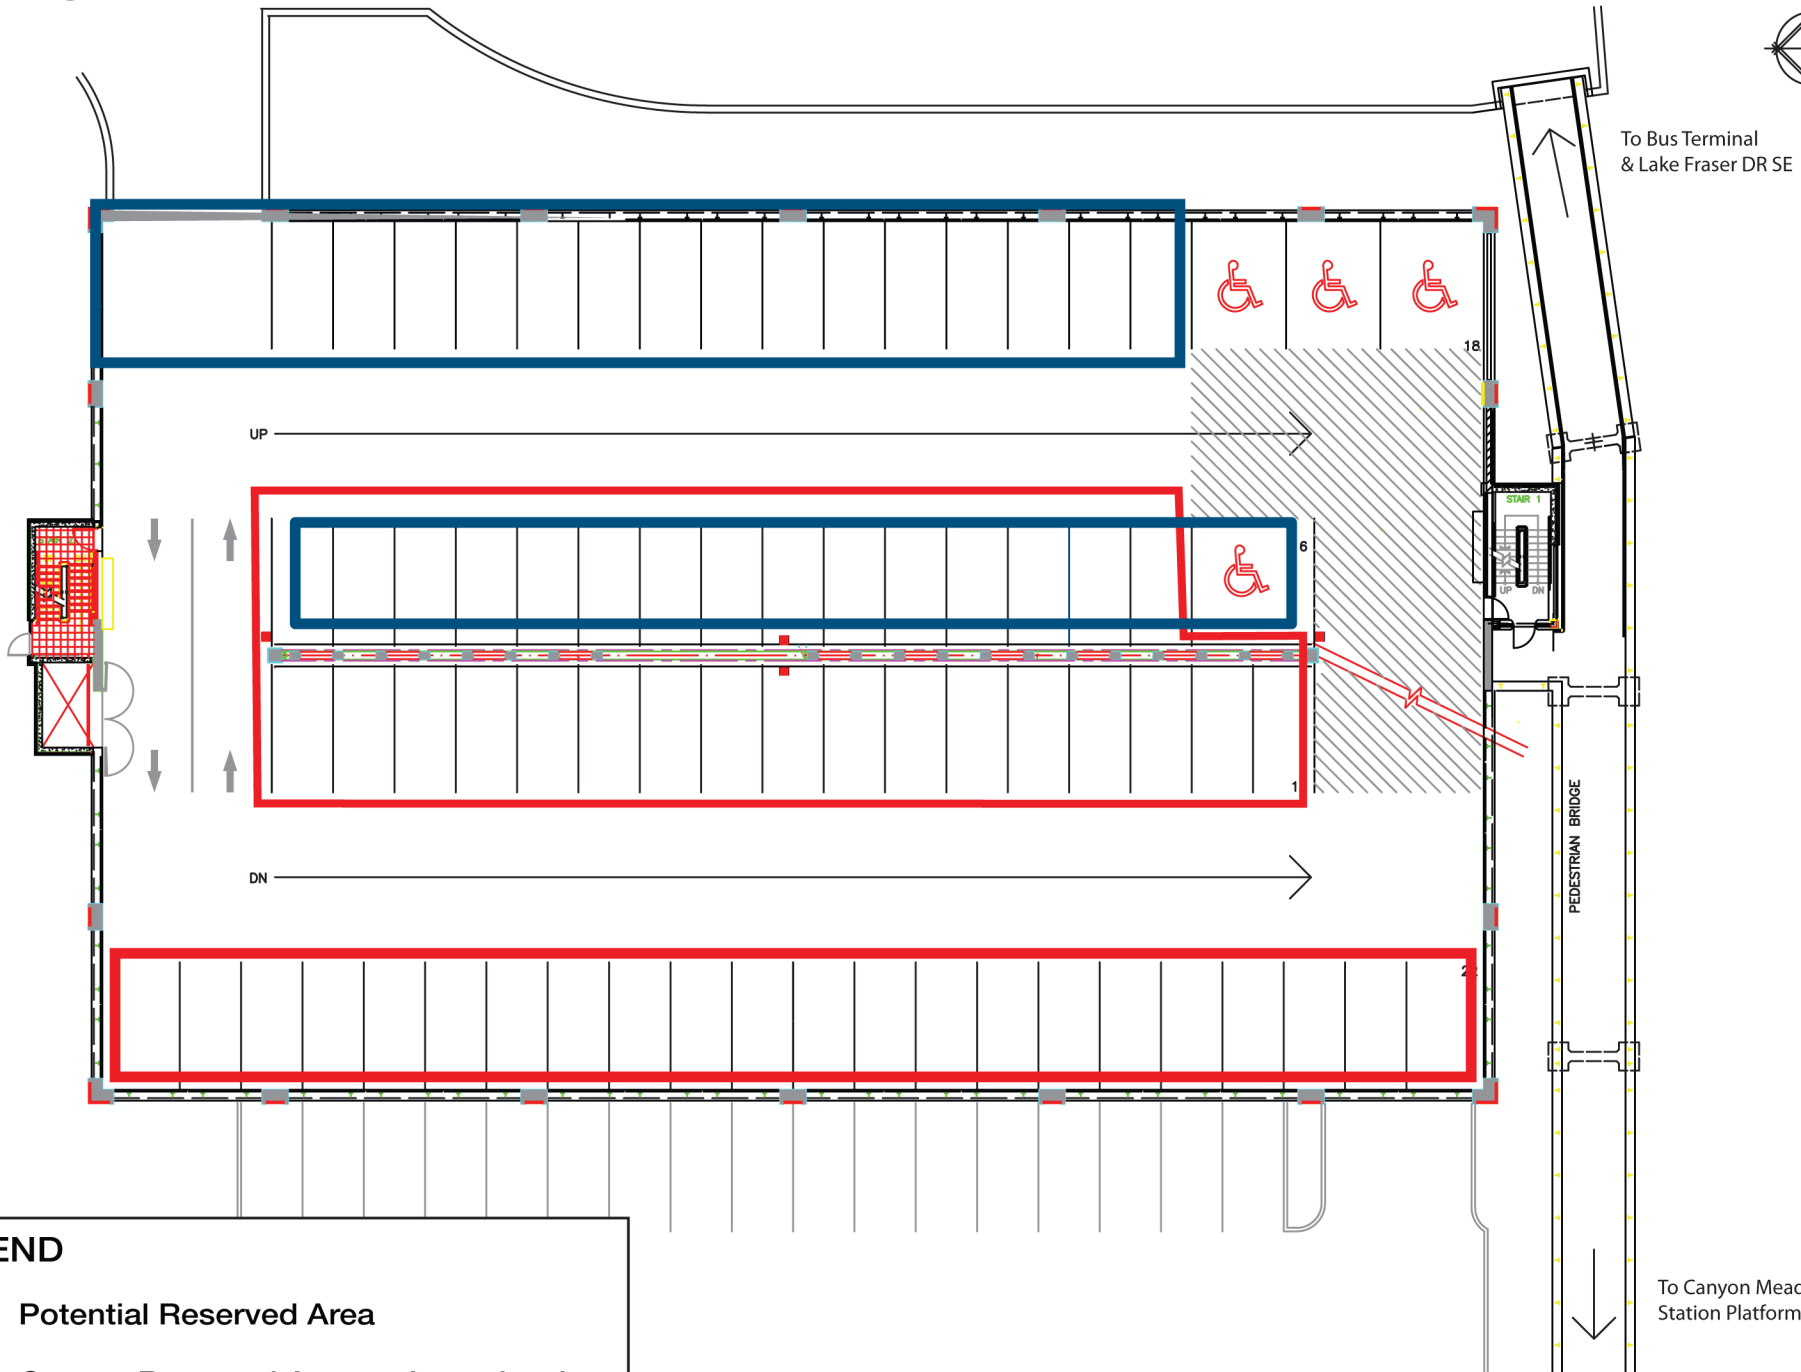 To Bus Terminal
& Lake Fraser DR SE
18
UP
STAIR 1
6
UP DN
1
PEDESTRIAN BRIDGE
DN
END
Potential Reserved Area
To Canyon Mead
Station Platform